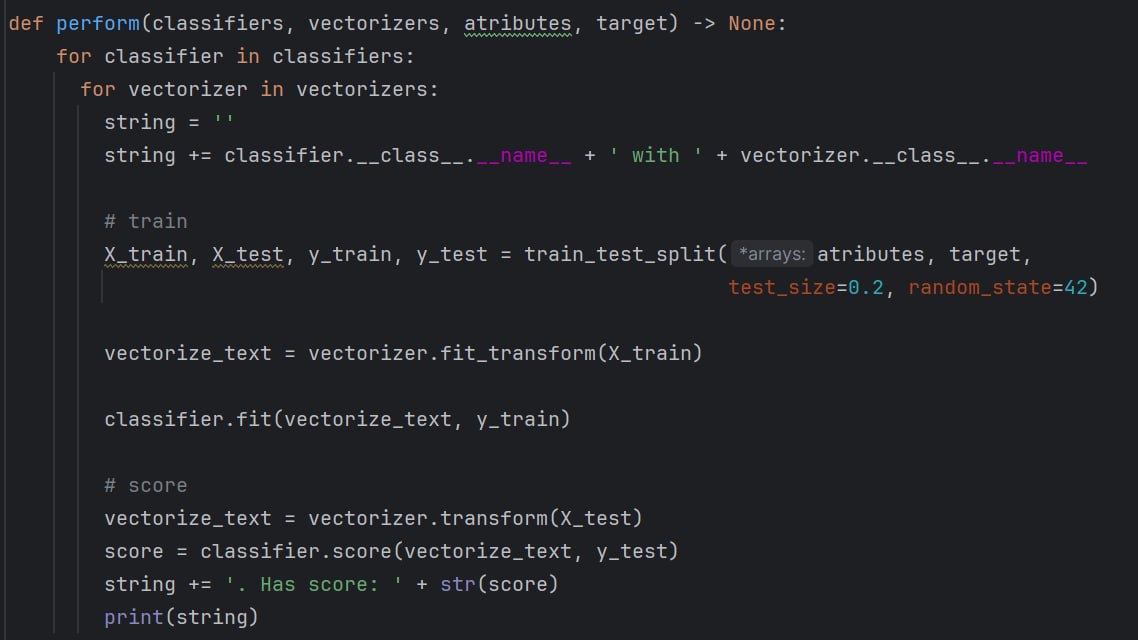 def perform(classifiers, vectorizers, atributes, target) -> None:
for classifier in classifiers:
for vectorizer in vectorizers:
string = ''
string += classifier.__class__.__name__ + ' with ' + vectorizer.__class__.__name__
# train
X_train, X_test, y_train, y_test = train_test_split( *arrays: atributes, target,
test_size=0.2, random_state=42)
vectorize_text = vectorizer.fit_transform(X_train)
classifier.fit(vectorize_text, y_train)
# score
vectorize_text = vectorizer.transform(X_test)
score = classifier.score(vectorize_text, y_test)
string += '. Has score: ' + str(score)
print(string)